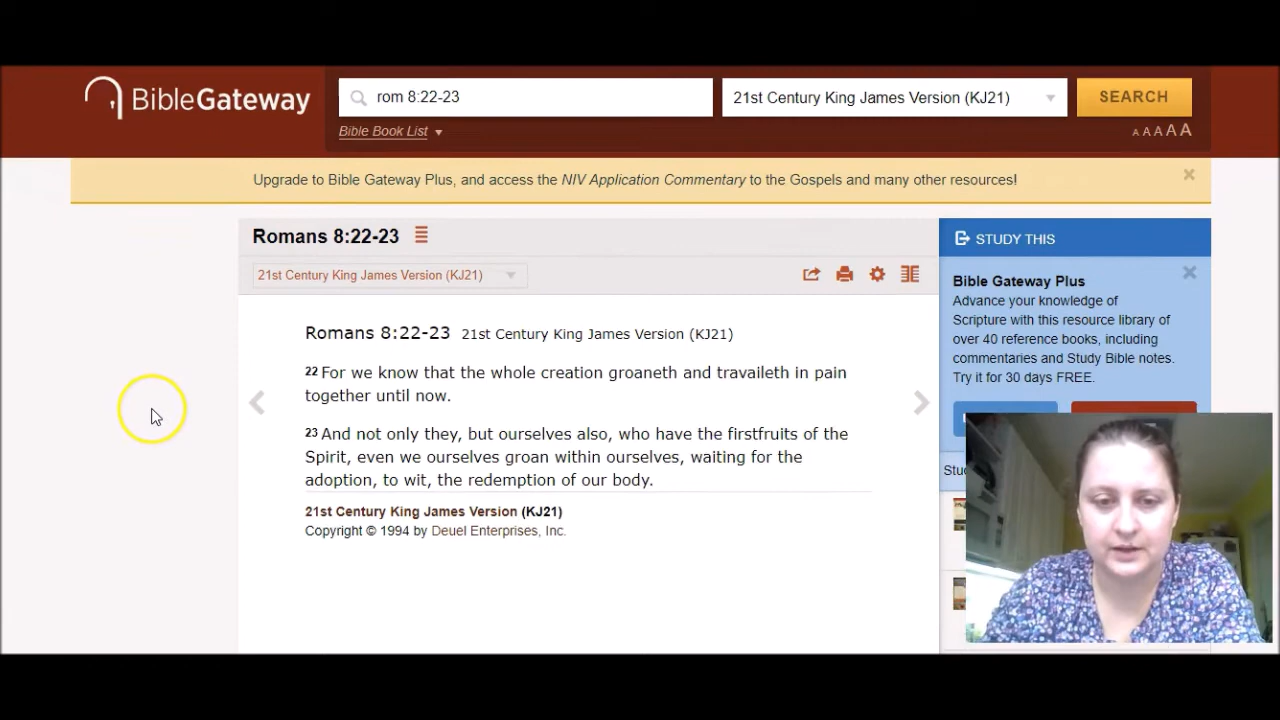 BibleGateway
rom 8:22-23
21st Century King James Version (KJ21)
SEARCH
Bible Book List
A A A A A
Upgrade to Bible Gateway Plus, and access the NIV Application Commentary to the Gospels and many other resources!
Romans 8:22-23
21st Century King James Version (KJ21)
Romans 8:22-23 21st Century King James Version (KJ21)
22 For we know that the whole creation groaneth and travaileth in pain
together until now.
23 And not only they, but ourselves also, who have the firstfruits of the
Spirit, even we ourselves groan within ourselves, waiting for the
adoption, to wit, the redemption of our body.
21st Century King James Version (KJ21)
Copyright © 1994 by Deuel Enterprises, Inc.
STUDY THIS
Bible Gateway Plus
Advance your knowledge of
Scripture with this resource library of
over 40 reference books, including
commentaries and Study Bible notes.
Try it for 30 days FREE.